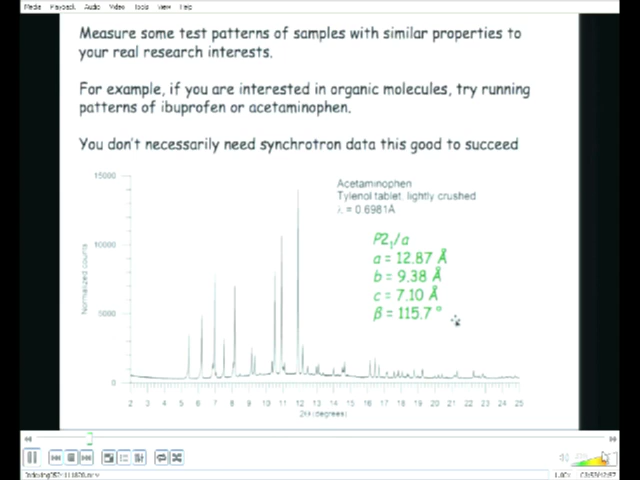 Media Playback Audio Video Tools View Help
Measure some test patterns of samples with similar properties to
your real research interests.
For example, if you are interested in organic molecules, try running
patterns of ibuprofen or acetaminophen.
You don't necessarily need synchrotron data this good to succeed
Acetaminophen
Tylenol tablet, lightly crushed
λ = 0.6981Å
P2₁/a
a = 12.87 Å
b = 9.38 Å
c = 7.10 Å
β = 115.7 °
Normalized counts
15000
10000
5000
0
2 3 4 5 6 7 8 9 10 11 12 13 14 15 16 17 18 19 20 21 22 23 24 25
2θ (degrees)
1.00x